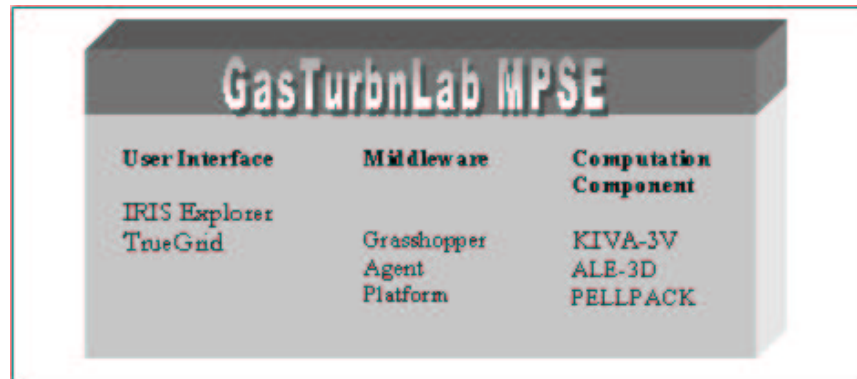 GasTurbnLab MPSE
User Interface
IRIS Explorer
TrueGrid
Middleware
Grasshopper
Agent
Platform
Computation
Component
KIVA-3V
ALE-3D
PELLPACK